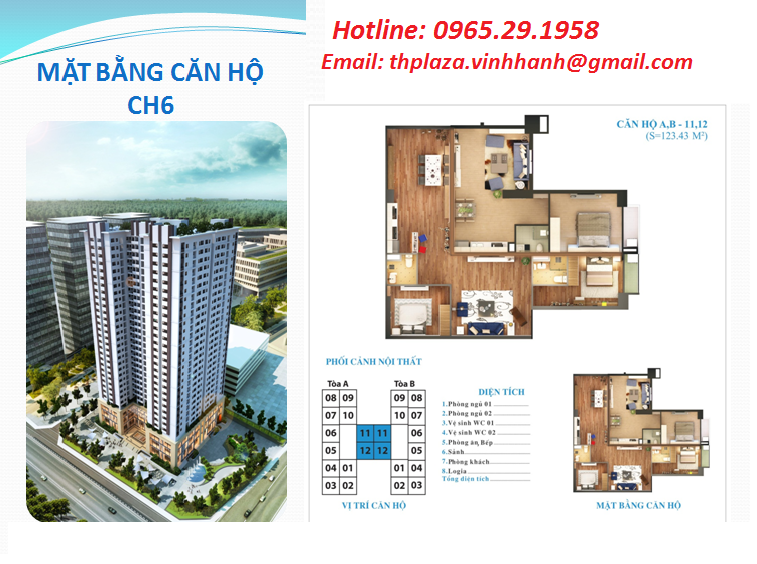 Hotline: 0965.29.1958
Email: thplaza.vinhhanh@gmail.com
MẶT BẰNG CĂN HỘ
CH6
CĂN HỘ A,B - 11,12
(S=123.43 M²)
PHỐI CẢNH NỘI THẤT
Tòa A Tòa B
08 09 09 08
07 10 10 07
06 11 11 06
05 12 12 05
04 01 01 04
03 02 02 03
VỊ TRÍ CĂN HỘ
DIỆN TÍCH
1.Phòng ngủ 01
2.Phòng ngủ 02
3.Vệ sinh WC 01
4.Vệ sinh WC 02
5.Phòng ăn, Bếp
6.Sảnh
7.Phòng khách
8.Logia
Tổng diện tích
MẶT BẰNG CĂN HỘ